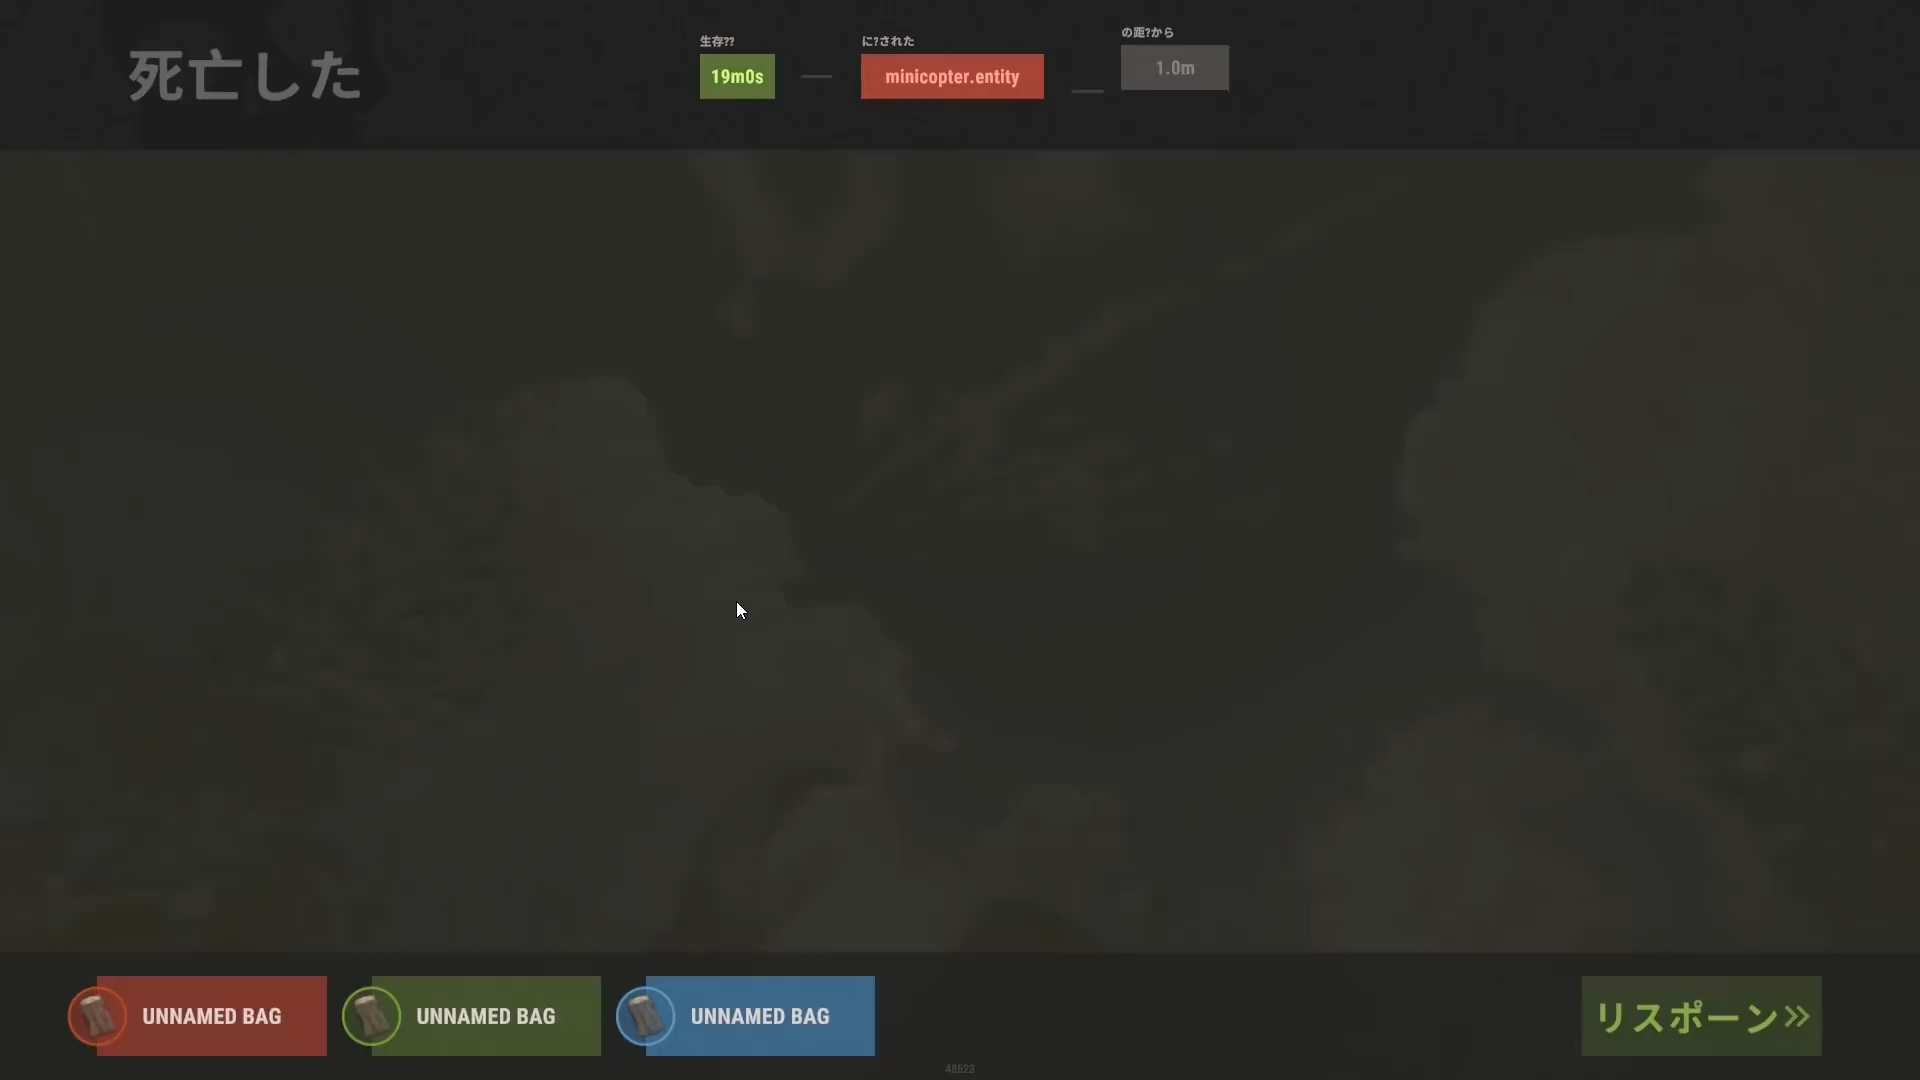 死亡した
生存??
19m0s
に?された
minicopter.entity
の距?から
1.0m
UNNAMED BAG
UNNAMED BAG
UNNAMED BAG
リスポーン»
48523